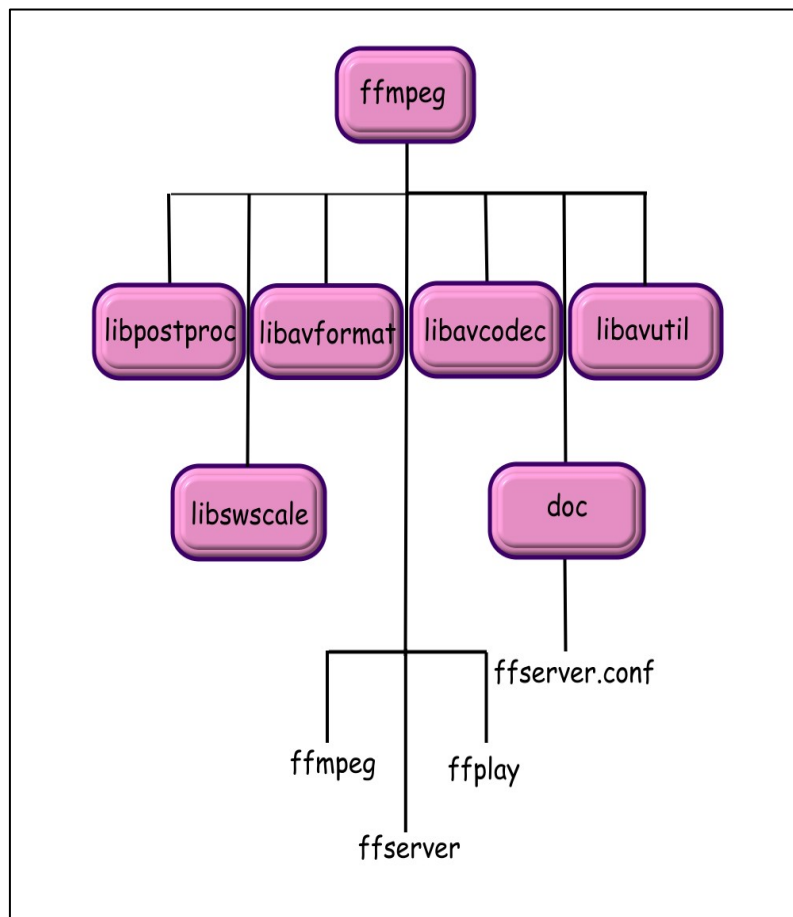 ffmpeg
libpostproc
libavformat
libavcodec
libavutil
libswscale
doc
ffserver.conf
ffmpeg
ffplay
ffserver